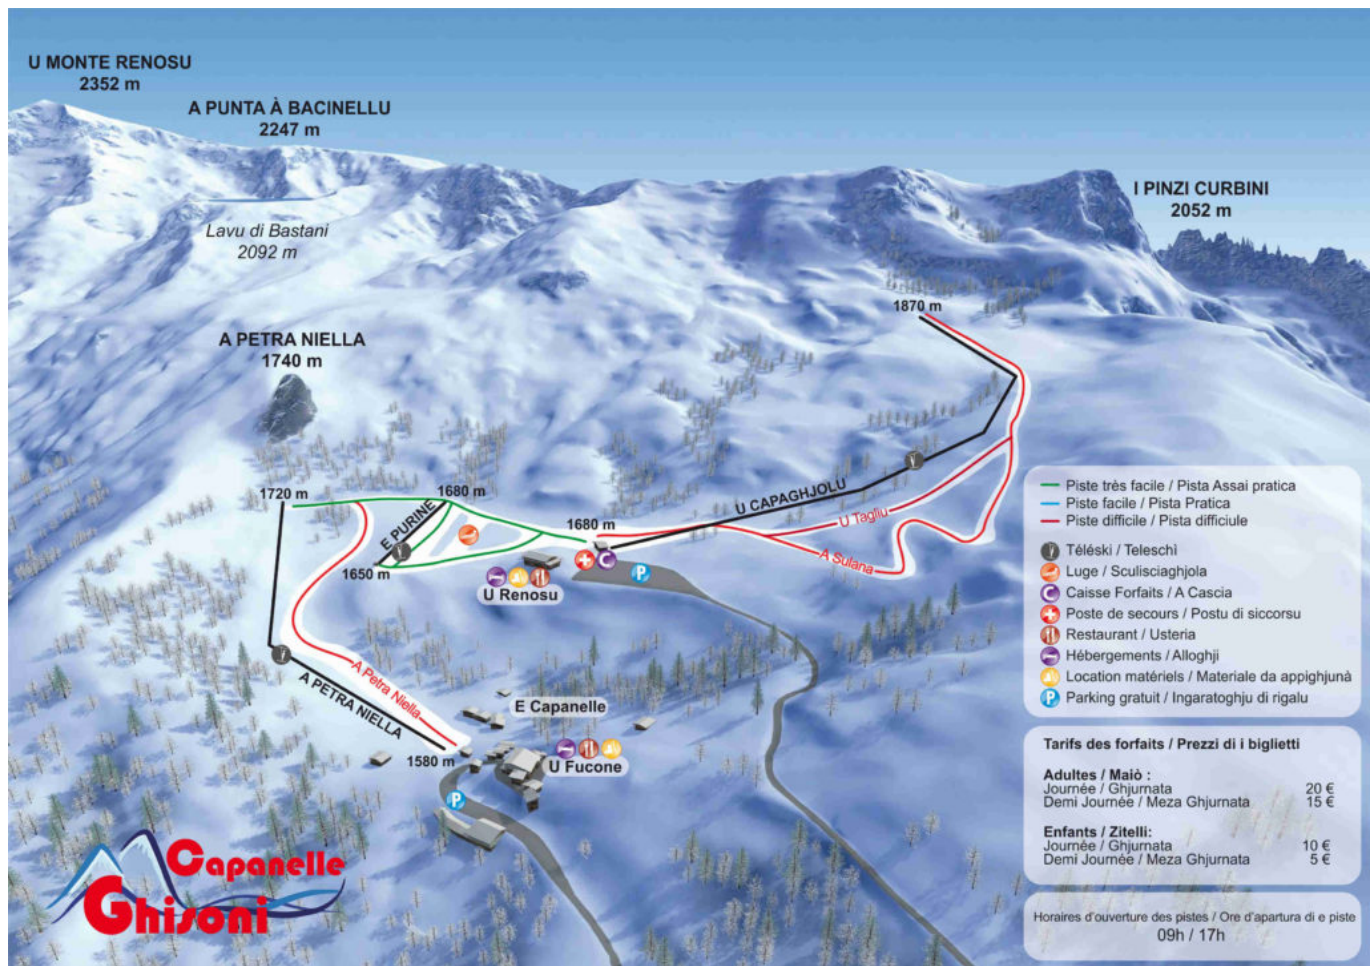 U MONTE RENOSU
2352 m
A PUNTA À BACINELLU
2247 m
Lavu di Bastani
2092 m
I PINZI CURBINI
2052 m
A PETRA NIELLA
1740 m
1870 m
1720 m
1680 m
E PURINE
1650 m
1680 m
U CAPAGHJOLU
U Tagliu
A Sulana
U Renosu
A Petra Niella
A PETRA NIELLA
E Capanelle
1580 m
U Fucone
Piste très facile / Pista Assai pratica
Piste facile / Pista Pratica
Piste difficile / Pista difficiule
Téléski / Teleschì
Luge / Sculisciaghjola
Caisse Forfaits / A Cascia
Poste de secours / Postu di siccorsu
Restaurant / Usteria
Hébergements / Alloghji
Location matériels / Materiale da appighjunà
P Parking gratuit / Ingaratoghju di rigalu
P
P
Tarifs des forfaits / Prezzi di i biglietti
Adultes / Maiò :
Journée / Ghjurnata 20 €
Demi Journée / Meza Ghjurnata 15 €
Enfants / Zitelli:
Journée / Ghjurnata 10 €
Demi Journée / Meza Ghjurnata 5 €
Horaires d'ouverture des pistes / Ore d'apartura di e piste
09h / 17h
Capanelle
Ghisoni